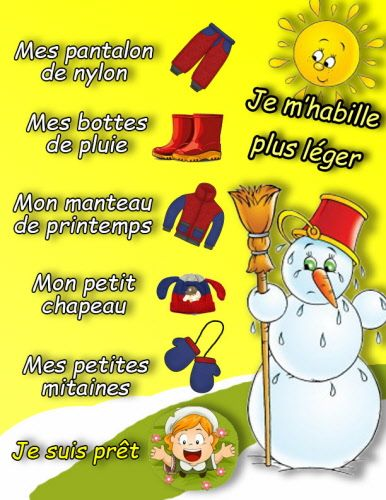 Mes pantalon
de nylon
Je m'habille
plus léger
Mes bottes
de pluie
Mon manteau
de printemps
Mon petit
chapeau
Mes petites
mitaines
Je suis prêt